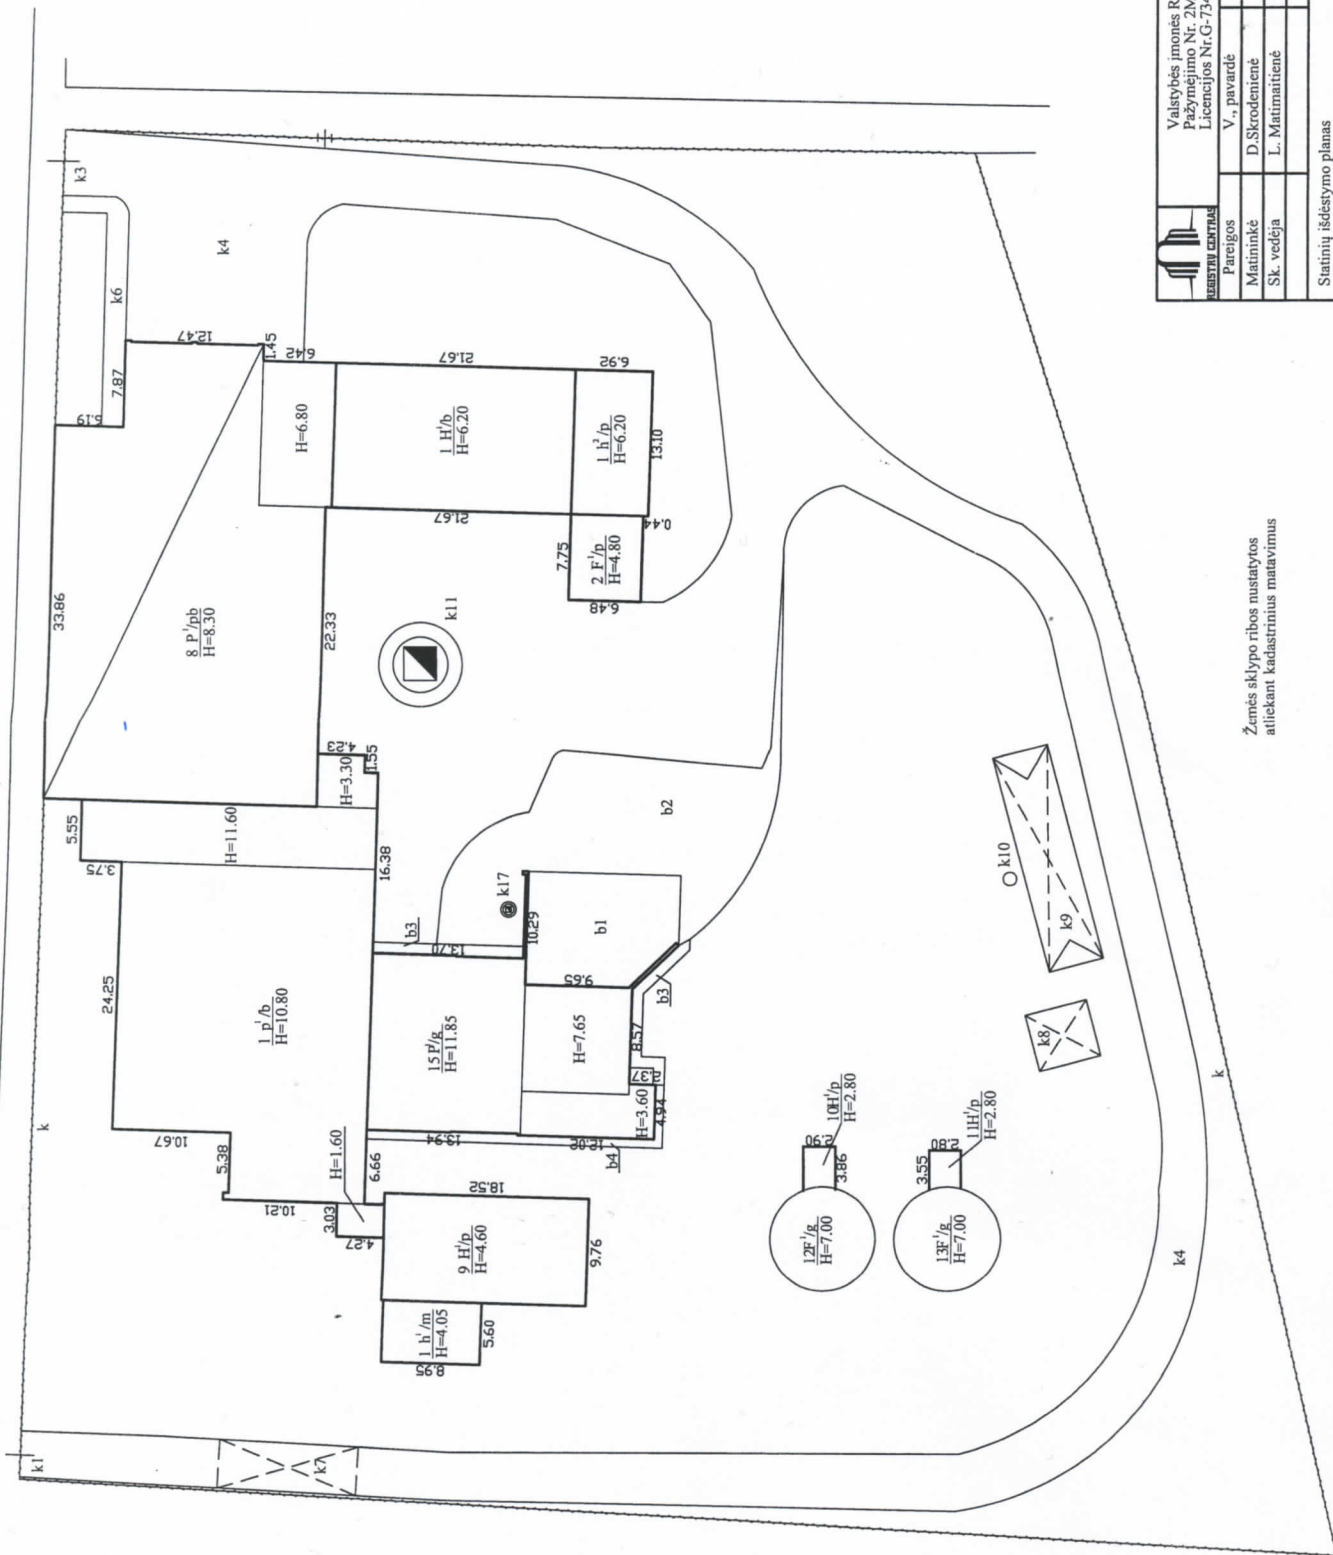 k1
k
k3
k7
k4
k6
33.86
5.19
7.87
12.47
1.45
6.42
H=6.80
8 P¹/pb
H=8.30
22.33
21.67
21.67
1 H¹/b
H=6.20
6.92
1 h²/p
H=6.20
13.10
0.44
7.75
2 F¹/p
H=4.80
6.48
k11
4.23
1.55
H=3.30
5.55
3.75
H=11.60
24.25
1 p¹/b
H=10.80
16.38
10.67
5.38
10.21
H=1.60
3.03
4.27
6.66
b3
13.70
k17
10.29
b1
b2
9.65
15 P¹/g
H=11.85
13.94
H=7.65
8.57
b3
2.37
H=3.60
4.94
12.02
b4
18.52
9 H¹/p
H=4.60
9.76
1 h¹/m
H=4.05
8.95
5.60
10H¹/p
H=2.80
2.90
3.86
12F¹/g
H=7.00
11H¹/p
H=2.80
2.80
3.55
13F¹/g
H=7.00
k8
k9
k10
k
k4
Žemės sklypo ribos nustatytos
atliekant kadastrinius matavimus
REGISTRŲ CENTRAS
Valstybės įmonės R
Pažymėjimo Nr. 2M
Licencijos Nr.G-734
Pareigos V., pavardė
Matininkė D.Skrodenienė
Sk. vedėja L. Matimaitienė
Statinių išdėstymo planas